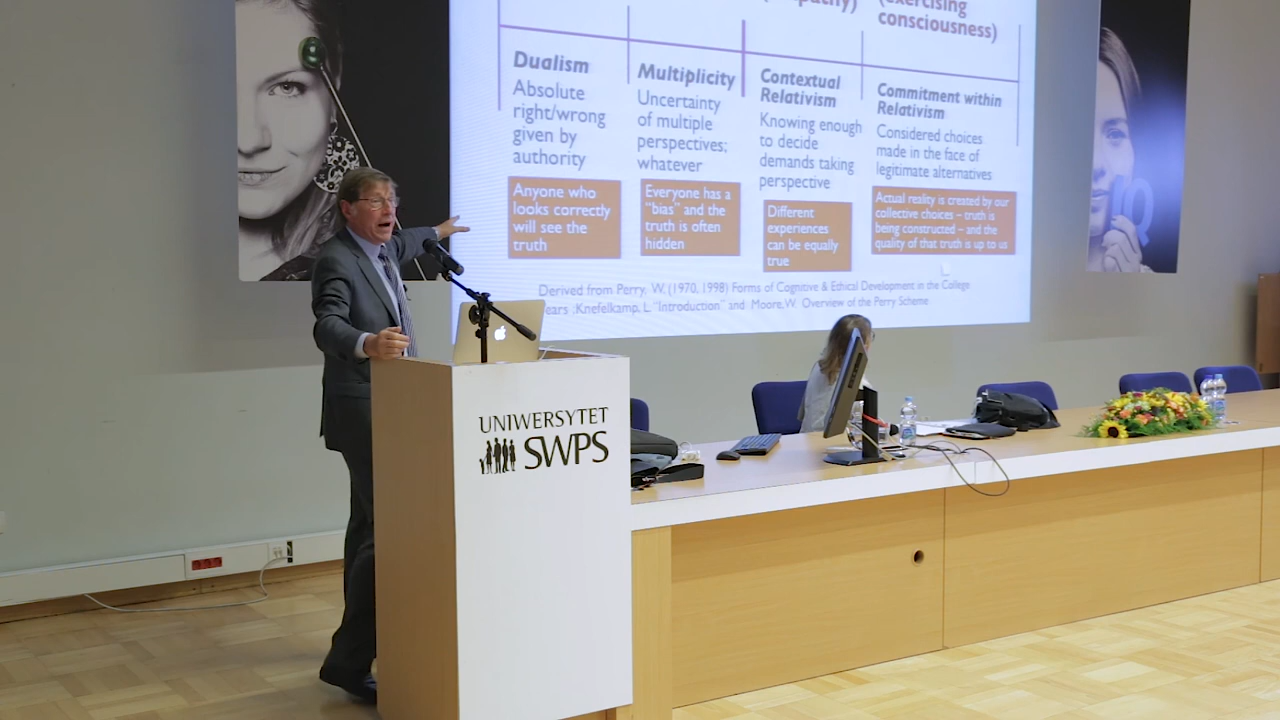 (exercising
consciousness)
Dualism
Absolute
right/wrong
given by
authority
Anyone who
looks correctly
will see the
truth
Multiplicity
Uncertainty
of multiple
perspectives;
whatever
Everyone has a
"bias" and the
truth is often
hidden
Contextual
Relativism
Knowing enough
to decide
demands taking
perspective
Different
experiences
can be equally
true
Commitment within
Relativism
Considered choices
made in the face of
legitimate alternatives
Actual reality is created by our
collective choices – truth is
being constructed – and the
quality of that truth is up to us
Derived from Perry, W. (1970, 1998) Forms of Cognitive & Ethical Development in the College
Years ;Knefelkamp, L. "Introduction" and Moore,W. Overview of the Perry Scheme
UNIWERSYTET
SWPS